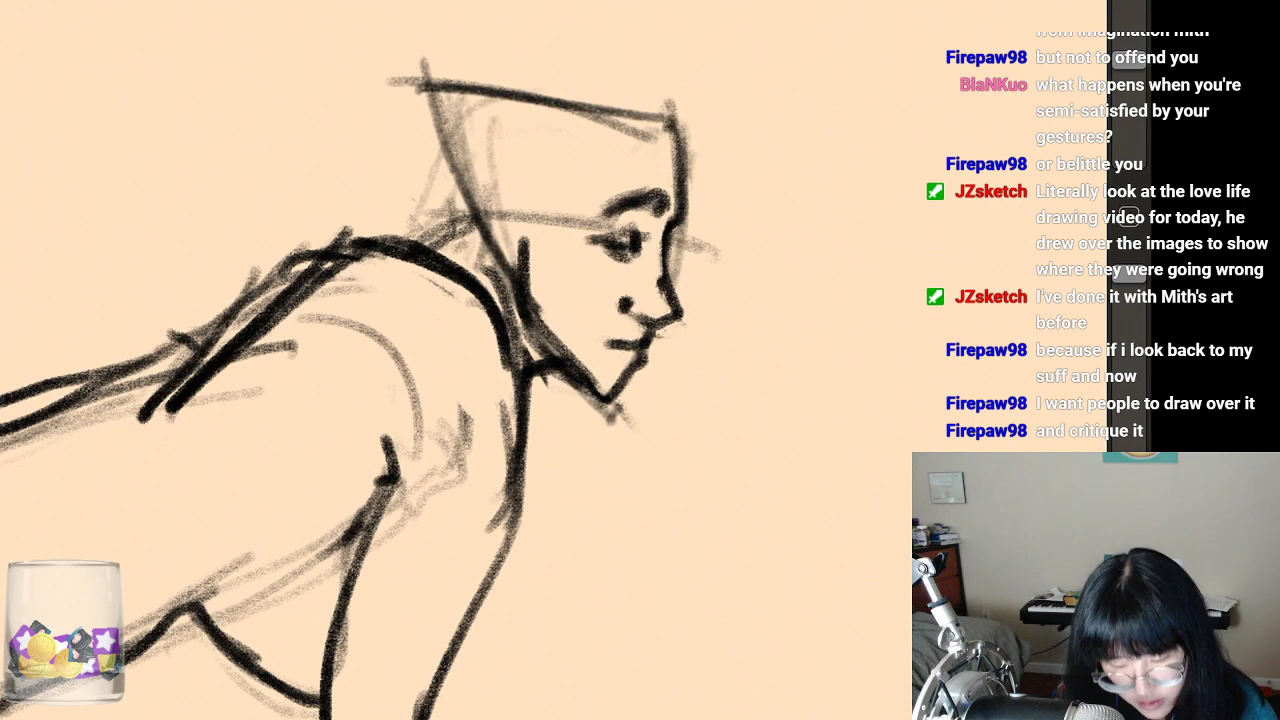 from imagination mith
Firepaw98 but not to offend you
BlaNKuo what happens when you're
semi-satisfied by your
gestures?
Firepaw98 or belittle you
JZsketch Literally look at the love life
drawing video for today, he
drew over the images to show
where they were going wrong
JZsketch I've done it with Mith's art
before
Firepaw98 because if i look back to my
suff and now
Firepaw98 I want people to draw over it
Firepaw98 and critique it